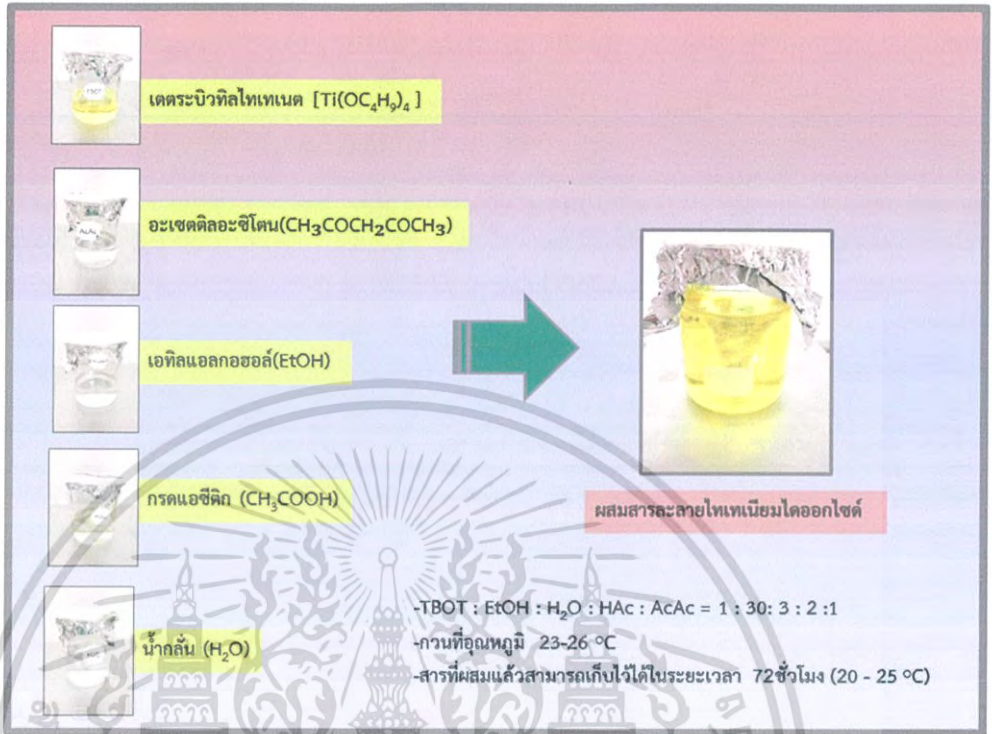 เตตระบิวทิลไทเทเนต [Ti(OC₄H₉)₄ ]
อะเซตติลอะซิโตน(CH₃COCH₂COCH₃)
เอทิลแอลกอฮอล์(EtOH)
กรดแอซีติก (CH₃COOH)
น้ำกลั่น (H₂O)
ผสมสารละลายไทเทเนียมไดออกไซด์
-TBOT : EtOH : H₂O : HAc : AcAc = 1 : 30: 3 : 2 :1
-กวนที่อุณหภูมิ 23-26 ºC
-สารที่ผสมแล้วสามารถเก็บไว้ได้ในระยะเวลา 72ชั่วโมง (20 - 25 ºC)